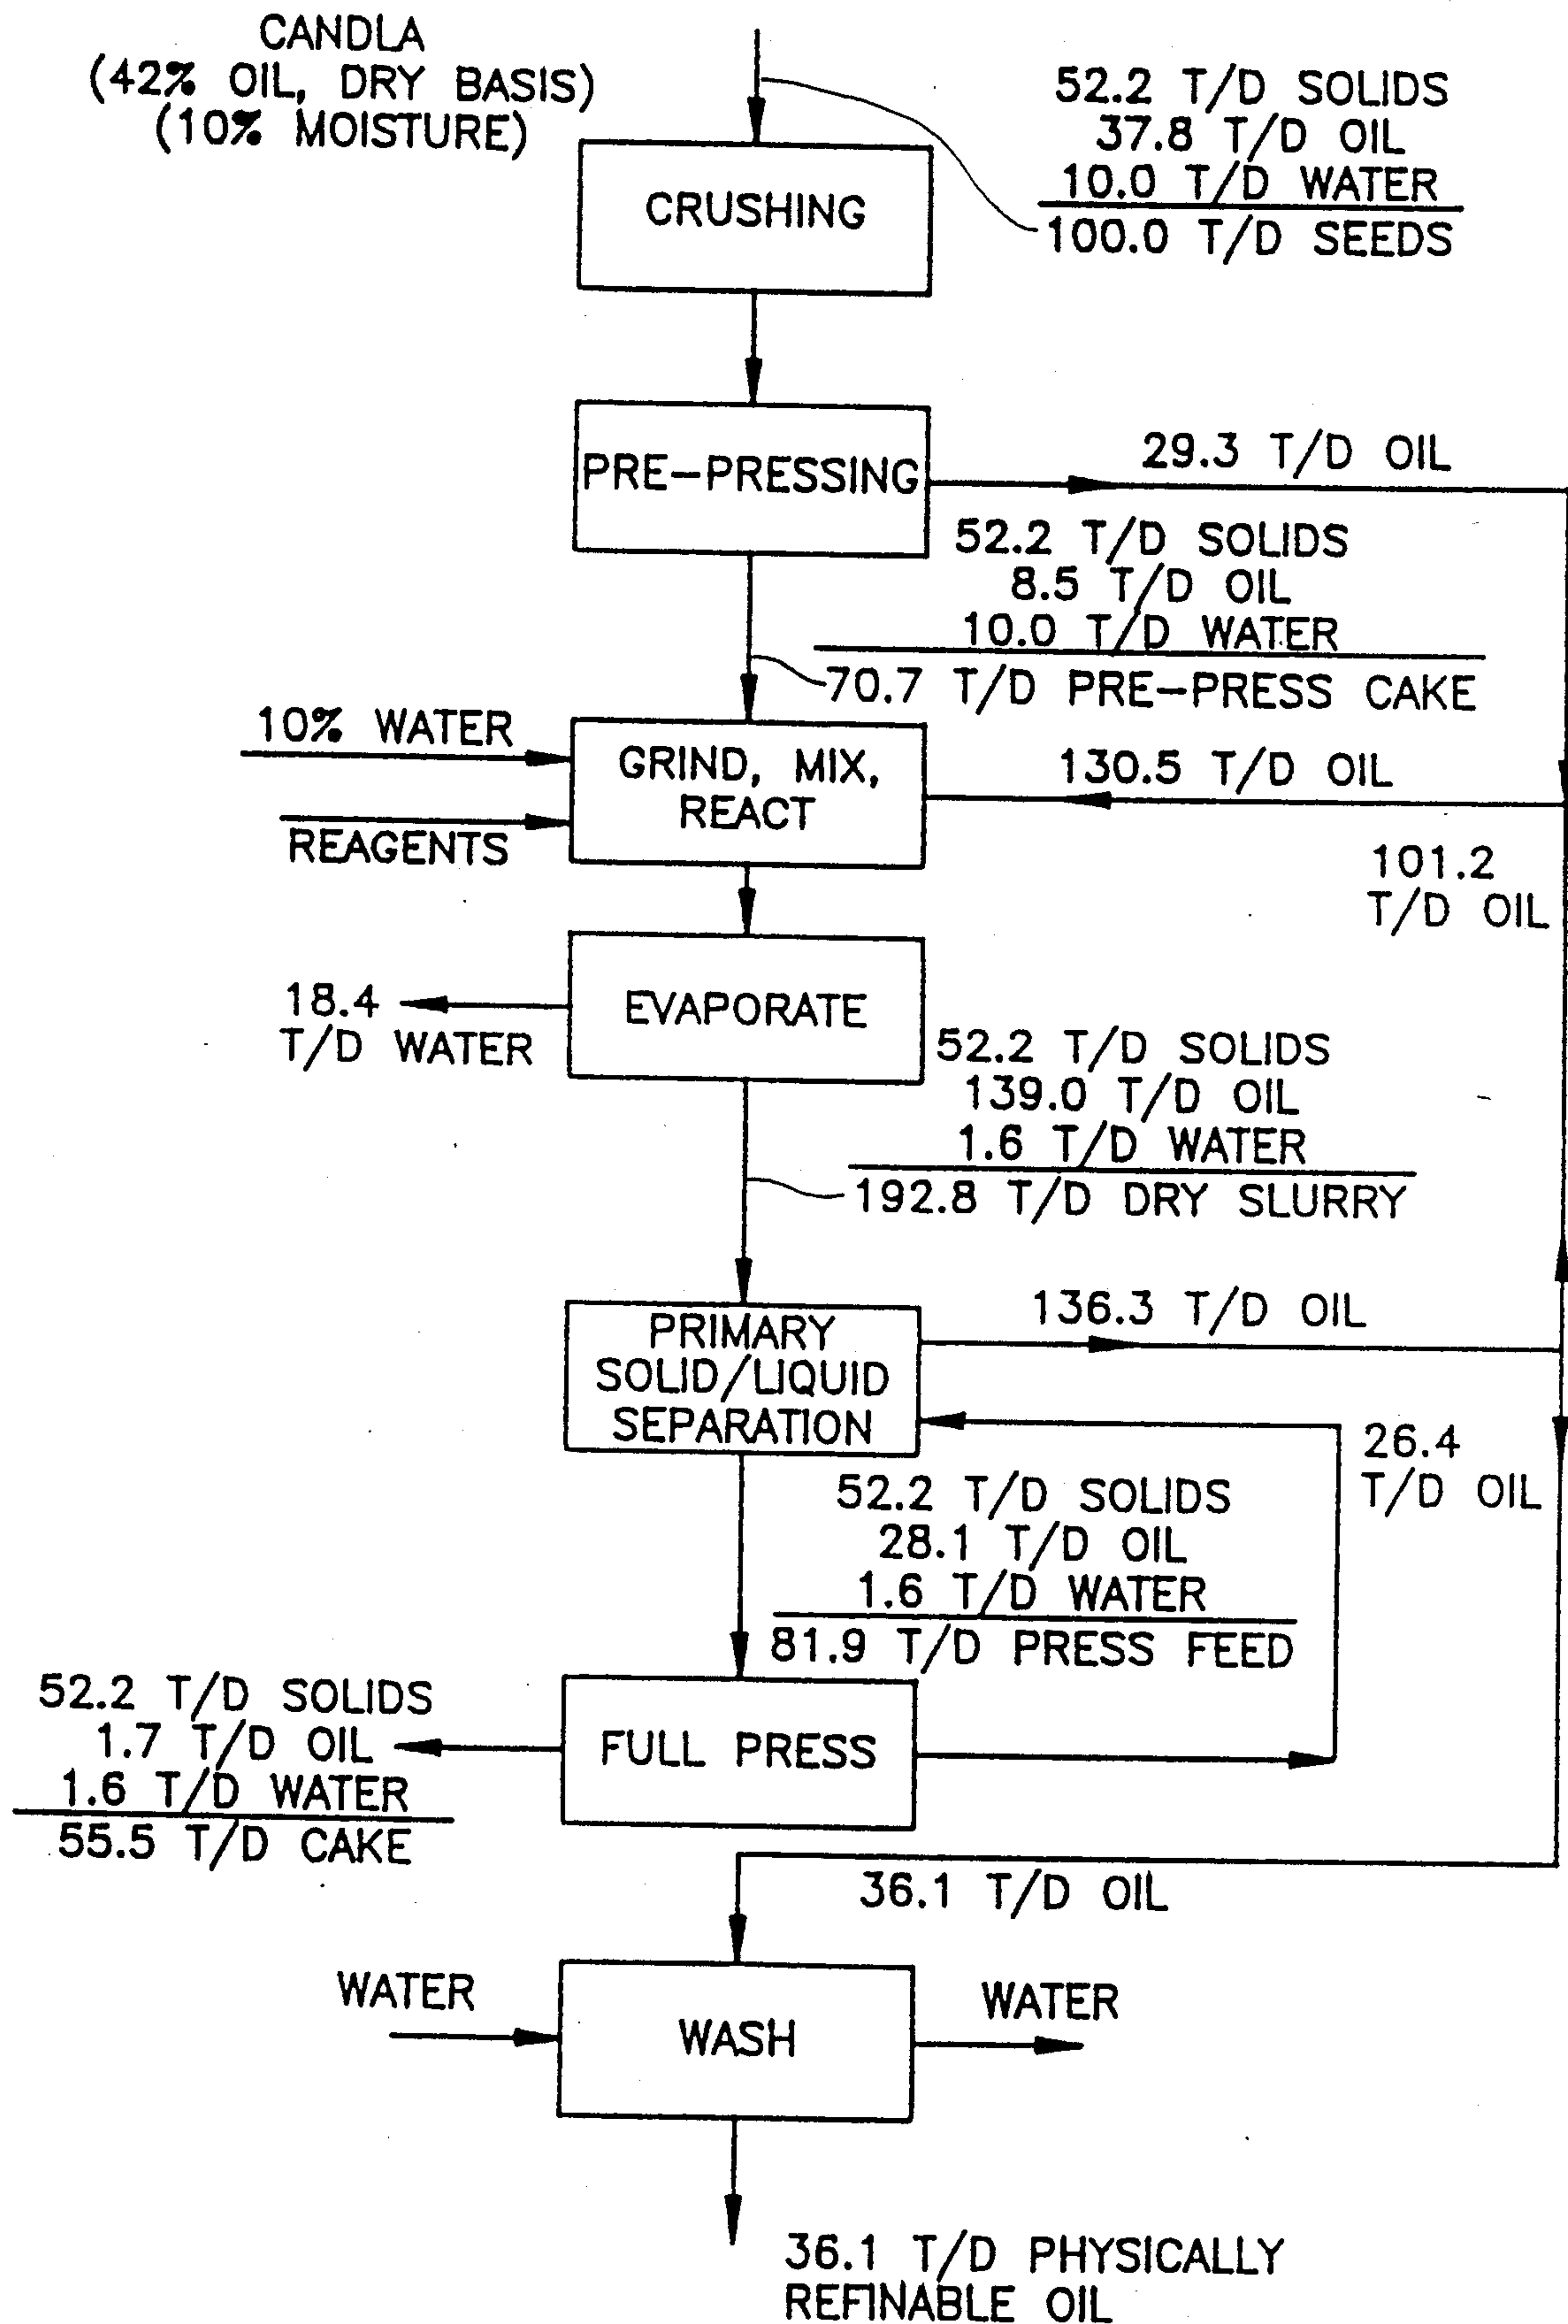 CANDLA
(42% OIL, DRY BASIS)
(10% MOISTURE)
52.2 T/D SOLIDS
37.8 T/D OIL
10.0 T/D WATER
100.0 T/D SEEDS
CRUSHING
PRE-PRESSING
29.3 T/D OIL
52.2 T/D SOLIDS
8.5 T/D OIL
10.0 T/D WATER
70.7 T/D PRE-PRESS CAKE
10% WATER
REAGENTS
GRIND, MIX,
REACT
130.5 T/D OIL
101.2
T/D OIL
EVAPORATE
18.4
T/D WATER
52.2 T/D SOLIDS
139.0 T/D OIL
1.6 T/D WATER
192.8 T/D DRY SLURRY
PRIMARY
SOLID/LIQUID
SEPARATION
136.3 T/D OIL
26.4
T/D OIL
52.2 T/D SOLIDS
28.1 T/D OIL
1.6 T/D WATER
81.9 T/D PRESS FEED
52.2 T/D SOLIDS
1.7 T/D OIL
1.6 T/D WATER
55.5 T/D CAKE
FULL PRESS
36.1 T/D OIL
WATER
WASH
WATER
36.1 T/D PHYSICALLY
REFINABLE OIL